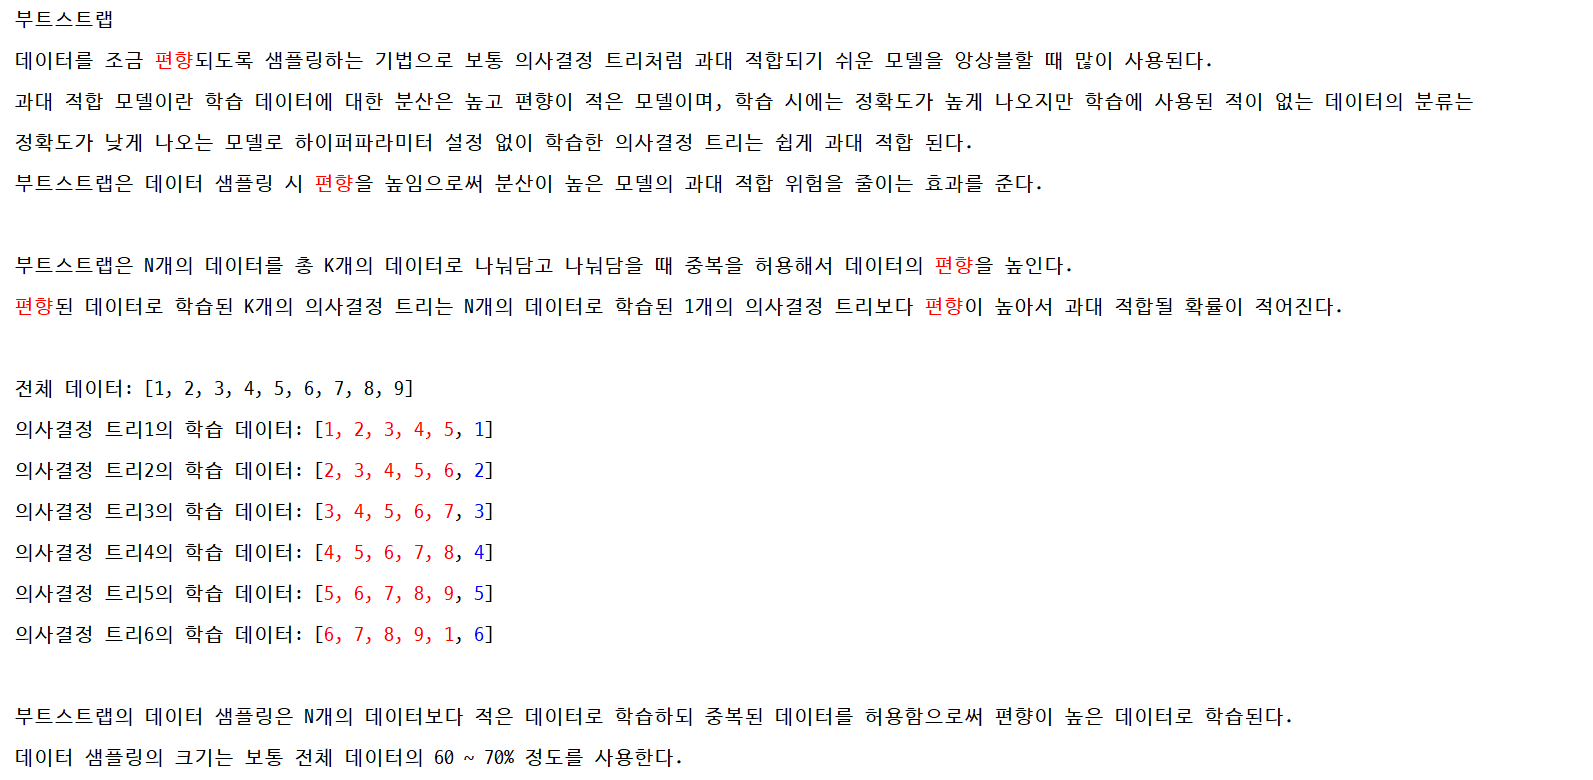 부트스트랩
데이터를 조금 편향되도록 샘플링하는 기법으로 보통 의사결정 트리처럼 과대 적합되기 쉬운 모델을 앙상블할 때 많이 사용된다.
과대 적합 모델이란 학습 데이터에 대한 분산은 높고 편향이 적은 모델이며, 학습 시에는 정확도가 높게 나오지만 학습에 사용된 적이 없는 데이터의 분류는
정확도가 낮게 나오는 모델로 하이퍼파라미터 설정 없이 학습한 의사결정 트리는 쉽게 과대 적합 된다.
부트스트랩은 데이터 샘플링 시 편향을 높임으로써 분산이 높은 모델의 과대 적합 위험을 줄이는 효과를 준다.
부트스트랩은 N개의 데이터를 총 K개의 데이터로 나눠담고 나눠담을 때 중복을 허용해서 데이터의 편향을 높인다.
편향된 데이터로 학습된 K개의 의사결정 트리는 N개의 데이터로 학습된 1개의 의사결정 트리보다 편향이 높아서 과대 적합될 확률이 적어진다.
전체 데이터: [1, 2, 3, 4, 5, 6, 7, 8, 9]
의사결정 트리1의 학습 데이터: [1, 2, 3, 4, 5, 1]
의사결정 트리2의 학습 데이터: [2, 3, 4, 5, 6, 2]
의사결정 트리3의 학습 데이터: [3, 4, 5, 6, 7, 3]
의사결정 트리4의 학습 데이터: [4, 5, 6, 7, 8, 4]
의사결정 트리5의 학습 데이터: [5, 6, 7, 8, 9, 5]
의사결정 트리6의 학습 데이터: [6, 7, 8, 9, 1, 6]
부트스트랩의 데이터 샘플링은 N개의 데이터보다 적은 데이터로 학습하되 중복된 데이터를 허용함으로써 편향이 높은 데이터로 학습된다.
데이터 샘플링의 크기는 보통 전체 데이터의 60 ~ 70% 정도를 사용한다.